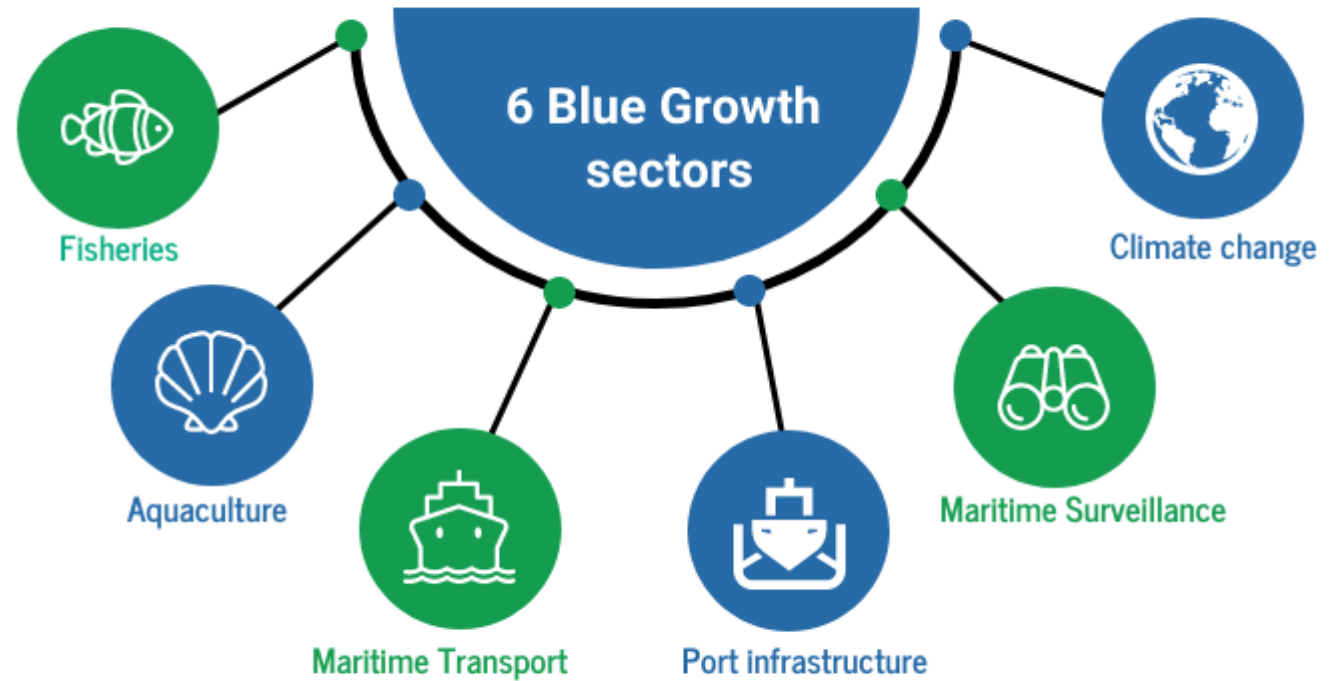 6 Blue Growth
sectors
Fisheries
Climate change
Aquaculture
Maritime Surveillance
Maritime Transport
Port infrastructure